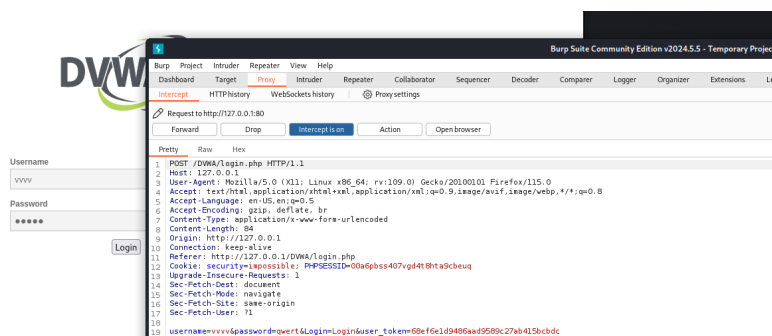 DVWA
Burp Suite Community Edition v2024.5.5 - Temporary Projec
Burp Project Intruder Repeater View Help
Dashboard Target Proxy Intruder Repeater Collaborator Sequencer Decoder Comparer Logger Organizer Extensions Le
Intercept HTTP history WebSockets history Proxy settings
Request to http://127.0.0.1:80
Forward Drop Intercept is on Action Open browser
Pretty Raw Hex
1 POST /DVWA/login.php HTTP/1.1
2 Host: 127.0.0.1
3 User-Agent: Mozilla/5.0 (X11; Linux x86_64; rv:109.0) Gecko/20100101 Firefox/115.0
4 Accept: text/html,application/xhtml+xml,application/xml;q=0.9,image/avif,image/webp,*/*;q=0.8
5 Accept-Language: en-US,en;q=0.5
6 Accept-Encoding: gzip, deflate, br
7 Content-Type: application/x-www-form-urlencoded
8 Content-Length: 84
9 Origin: http://127.0.0.1
10 Connection: keep-alive
11 Referer: http://127.0.0.1/DVWA/login.php
12 Cookie: security=impossible; PHPSESSID=00a6pbss407vgd4t8hta9cbeuq
13 Upgrade-Insecure-Requests: 1
14 Sec-Fetch-Dest: document
15 Sec-Fetch-Mode: navigate
16 Sec-Fetch-Site: same-origin
17 Sec-Fetch-User: ?1
18
19 username=vvvv&password=qwert&Login=Login&user_token=68ef6e1d9486aad9589c27ab415bcbdc
Username
vvvv
Password
•••••
Login